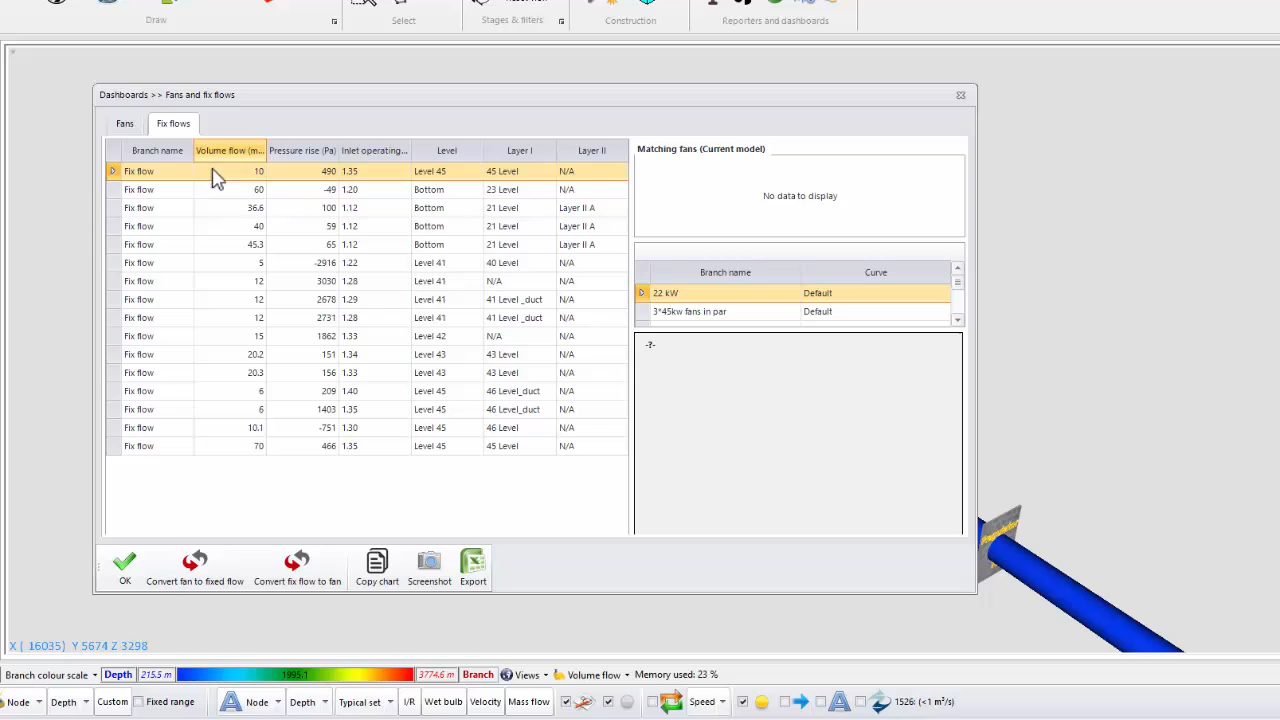 Draw Select Stages & filters Construction Reporters and dashboards
Dashboards >> Fans and fix flows
Fans Fix flows
Branch name Volume flow (m... Pressure rise (Pa) Inlet operating... Level Layer I Layer II
Fix flow 10 490 1.35 Level 45 45 Level N/A
Fix flow 60 -49 1.20 Bottom 23 Level N/A
Fix flow 36.6 100 1.12 Bottom 21 Level Layer II A
Fix flow 40 59 1.12 Bottom 21 Level Layer II A
Fix flow 45.3 65 1.12 Bottom 21 Level Layer II A
Fix flow 5 -2916 1.22 Level 41 40 Level N/A
Fix flow 12 3030 1.28 Level 41 N/A N/A
Fix flow 12 2678 1.29 Level 41 41 Level _duct N/A
Fix flow 12 2731 1.28 Level 41 41 Level _duct N/A
Fix flow 15 1862 1.33 Level 42 N/A N/A
Fix flow 20.2 151 1.34 Level 43 43 Level N/A
Fix flow 20.3 156 1.33 Level 43 43 Level N/A
Fix flow 6 209 1.40 Level 45 46 Level_duct N/A
Fix flow 6 1403 1.35 Level 45 46 Level_duct N/A
Fix flow 10.1 -751 1.30 Level 45 46 Level N/A
Fix flow 70 466 1.35 Level 45 45 Level N/A
Matching fans (Current model)
No data to display
Branch name Curve
22 kW Default
3*45kw fans in par Default
-?-
OK Convert fan to fixed flow Convert fix flow to fan Copy chart Screenshot Export
X ( 16035) Y 5674 Z 3298
Branch colour scale Depth 215.5 m 1995.1 3774.6 m Branch Views Volume flow Memory used: 23 %
Node Depth Custom Fixed range Node Depth Typical set I/R Wet bulb Velocity Mass flow Speed 1526: (<1 m³/s)